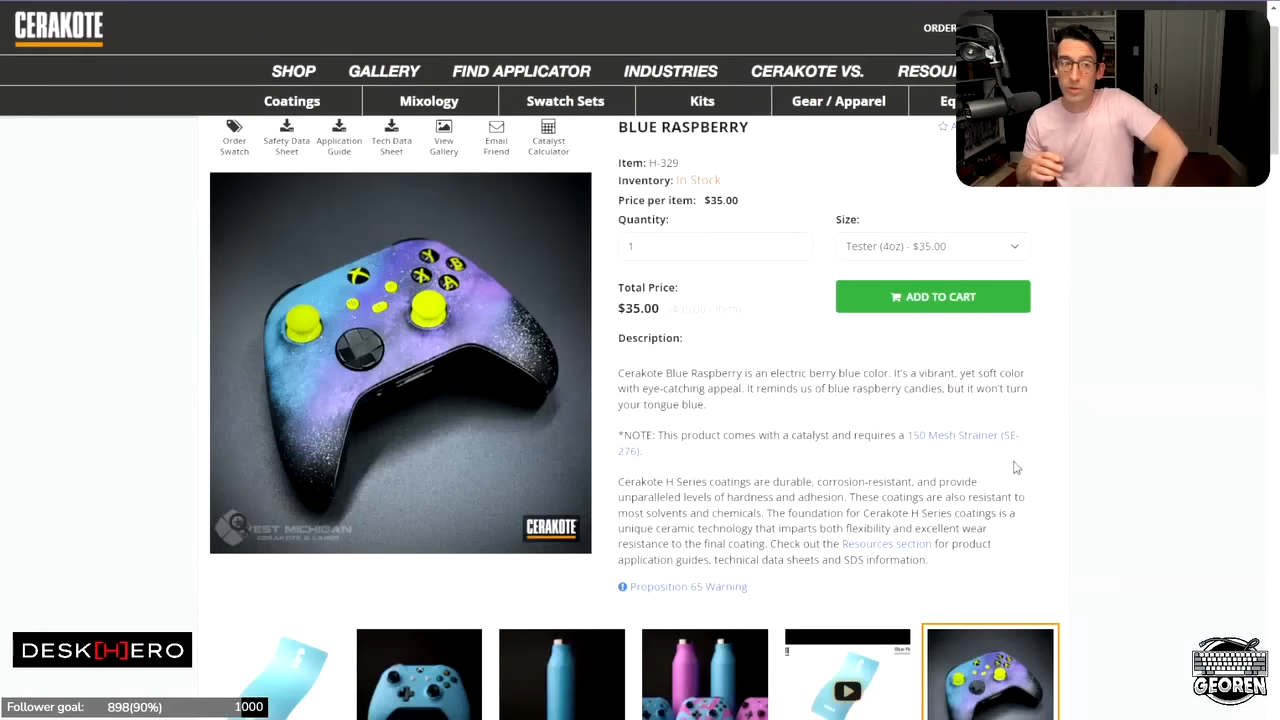 CERAKOTE
ORDER
SHOP GALLERY FIND APPLICATOR INDUSTRIES CERAKOTE VS. RESOU
Coatings Mixology Swatch Sets Kits Gear / Apparel Eq
Order Swatch
Safety Data Sheet
Application Guide
Tech Data Sheet
View Gallery
Email Friend
Catalyst Calculator
BLUE RASPBERRY
Item: H-329
Inventory: In Stock
Price per item: $35.00
Quantity: Size:
1 Tester (4oz) - $35.00
Total Price:
$35.00 ($35.00 / item)
ADD TO CART
Description:
Cerakote Blue Raspberry is an electric berry blue color. It's a vibrant, yet soft color
with eye-catching appeal. It reminds us of blue raspberry candies, but it won't turn
your tongue blue.
*NOTE: This product comes with a catalyst and requires a 150 Mesh Strainer (SE-
276).
Cerakote H Series coatings are durable, corrosion-resistant, and provide
unparalleled levels of hardness and adhesion. These coatings are also resistant to
most solvents and chemicals. The foundation for Cerakote H Series coatings is a
unique ceramic technology that imparts both flexibility and excellent wear
resistance to the final coating. Check out the Resources section for product
application guides, technical data sheets and SDS information.
Proposition 65 Warning
X
B
Y
A
WEST MICHIGAN
CERAKOTE & LASER
CERAKOTE
DESK[H]ERO
GEOREN
Follower goal: 898(90%) 1000